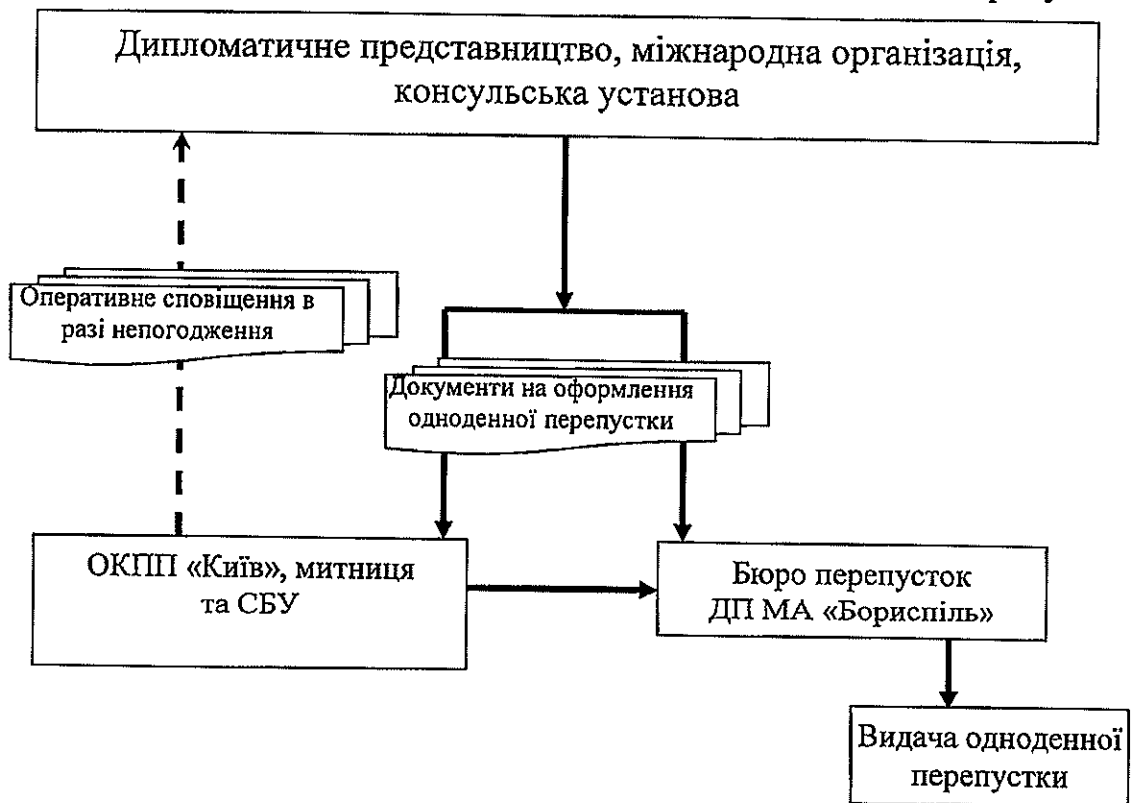 Дипломатичне представництво, міжнародна організація,
консульська установа
Оперативне сповіщення в
разі непогодження
Документи на оформлення
одноденної перепустки
ОКПП «Київ», митниця
та СБУ
Бюро перепусток
ДП МА «Бориспіль»
Видача одноденної
перепустки